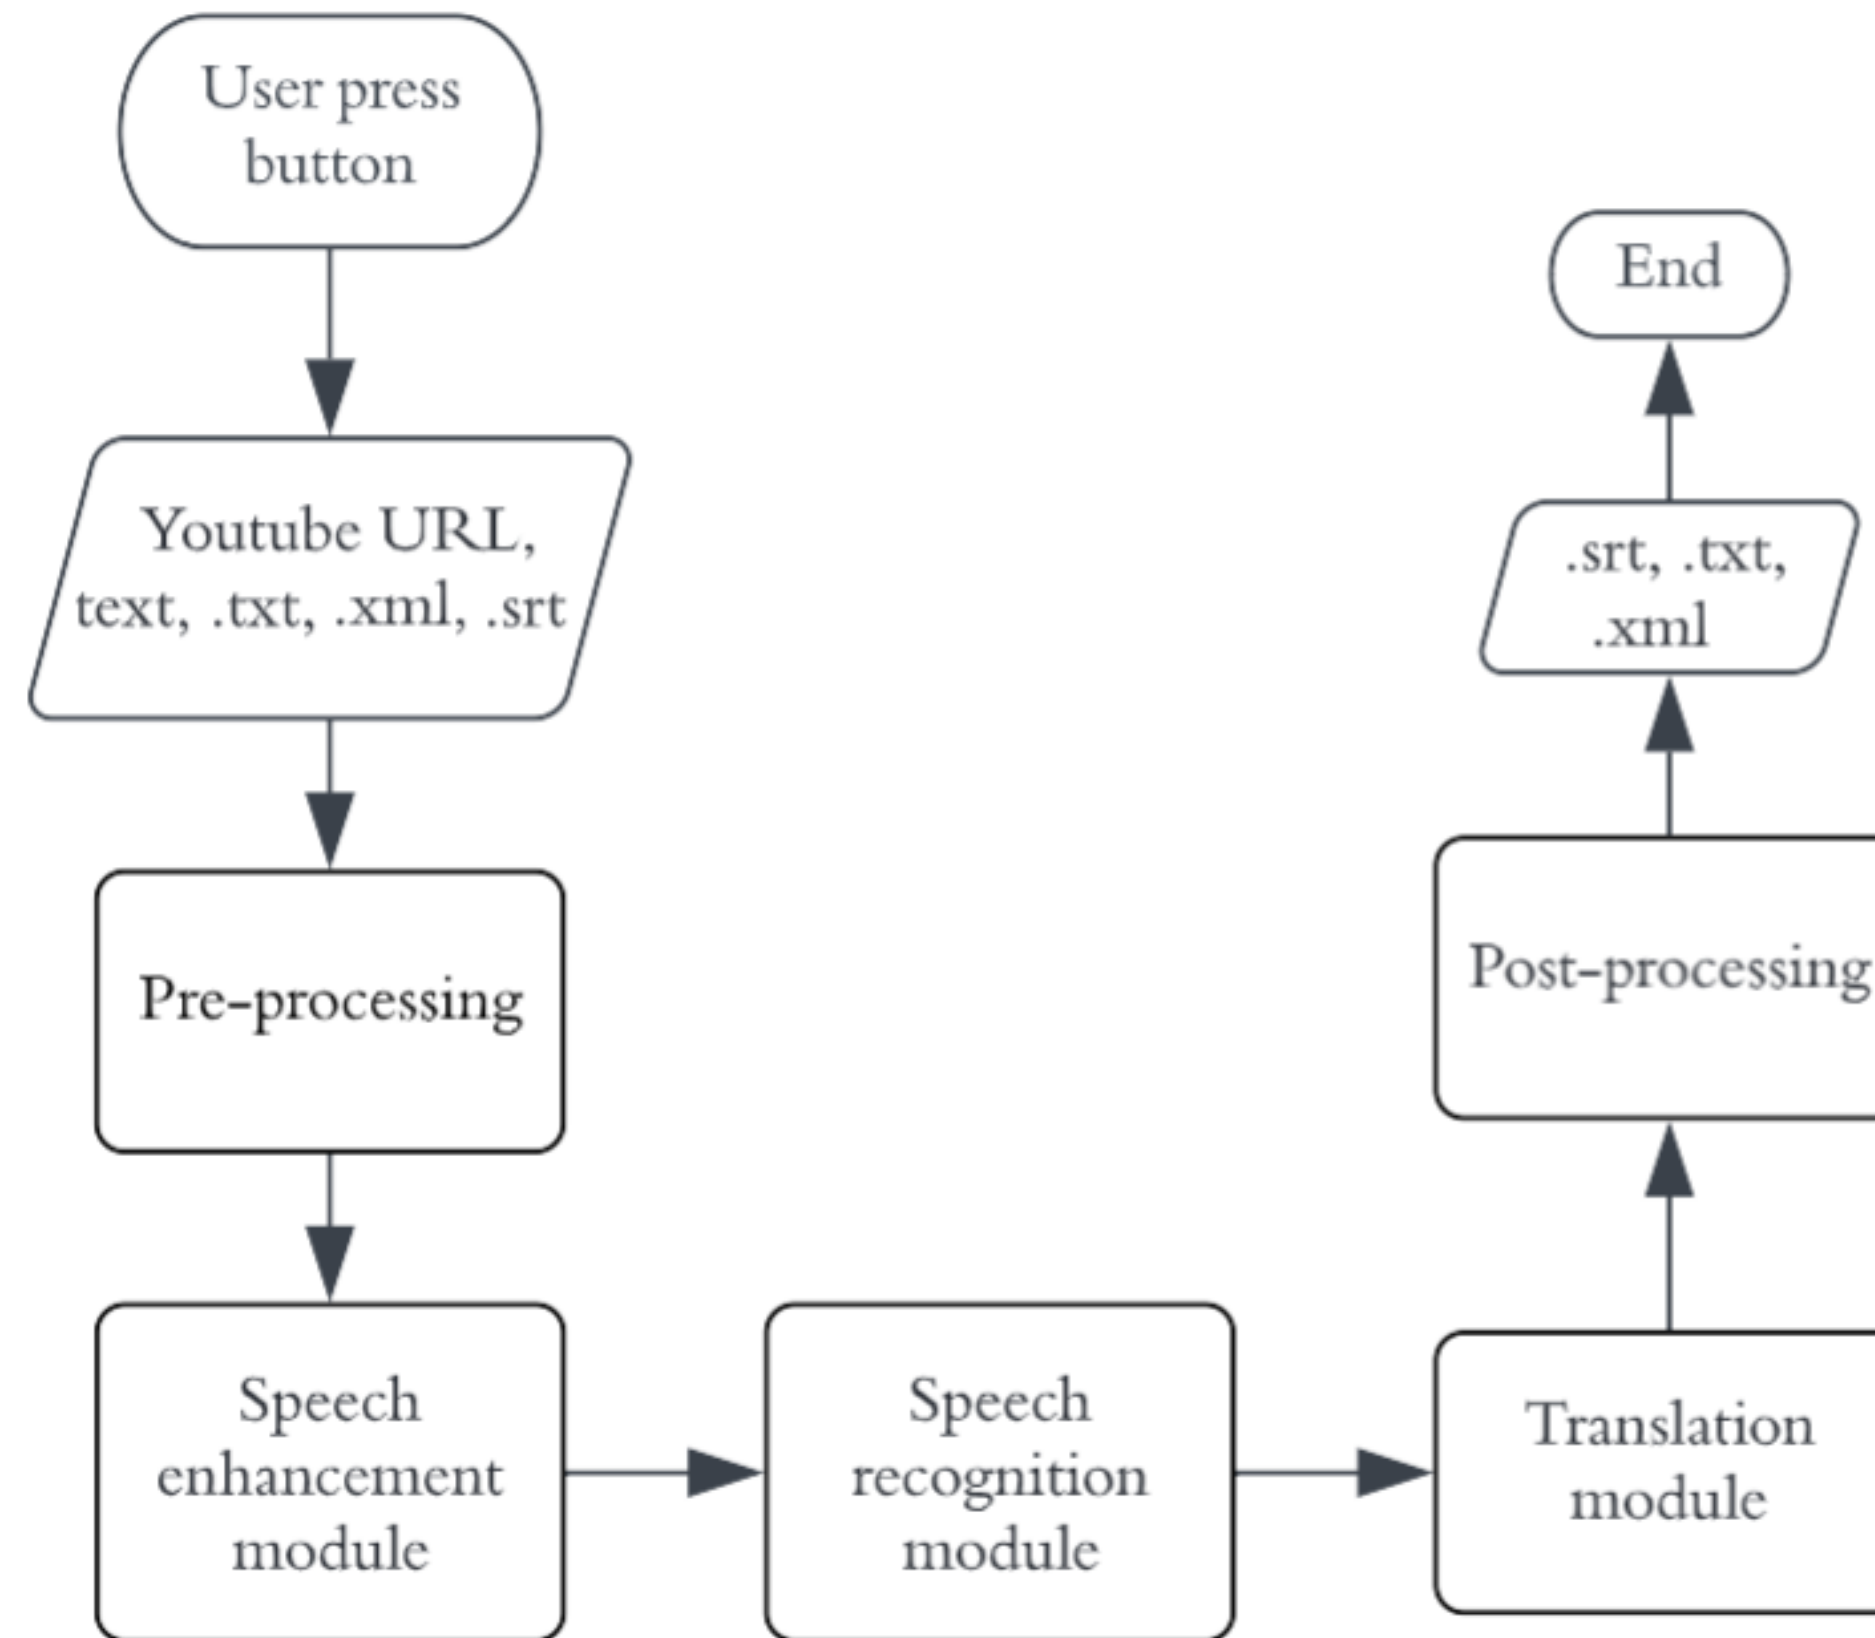 User press
button
Youtube URL,
text, .txt, .xml, .srt
Pre-processing
Speech
enhancement
module
Speech
recognition
module
Translation
module
Post-processing
.srt, .txt,
.xml
End